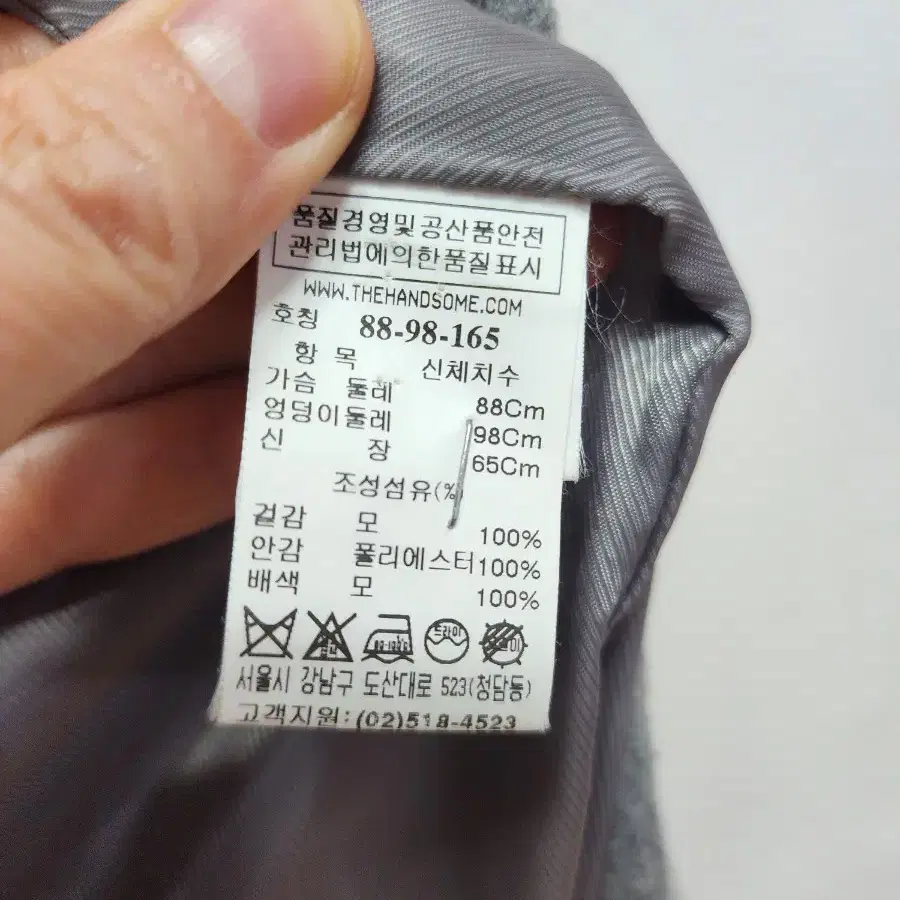 품질경영및공산품안전
관리법에의한품질표시
WWW.THEHANDSOME.COM
호칭 88-98-165
항 목 신체치수
가슴 둘레 88Cm
엉덩이둘레 98Cm
신 장 65Cm
조성섬유(%)
겉감 모 100%
안감 폴리에스터 100%
배색 모 100%
드라이
서울시 강남구 도산대로 523(청담동)
고객지원:(02)518-4523